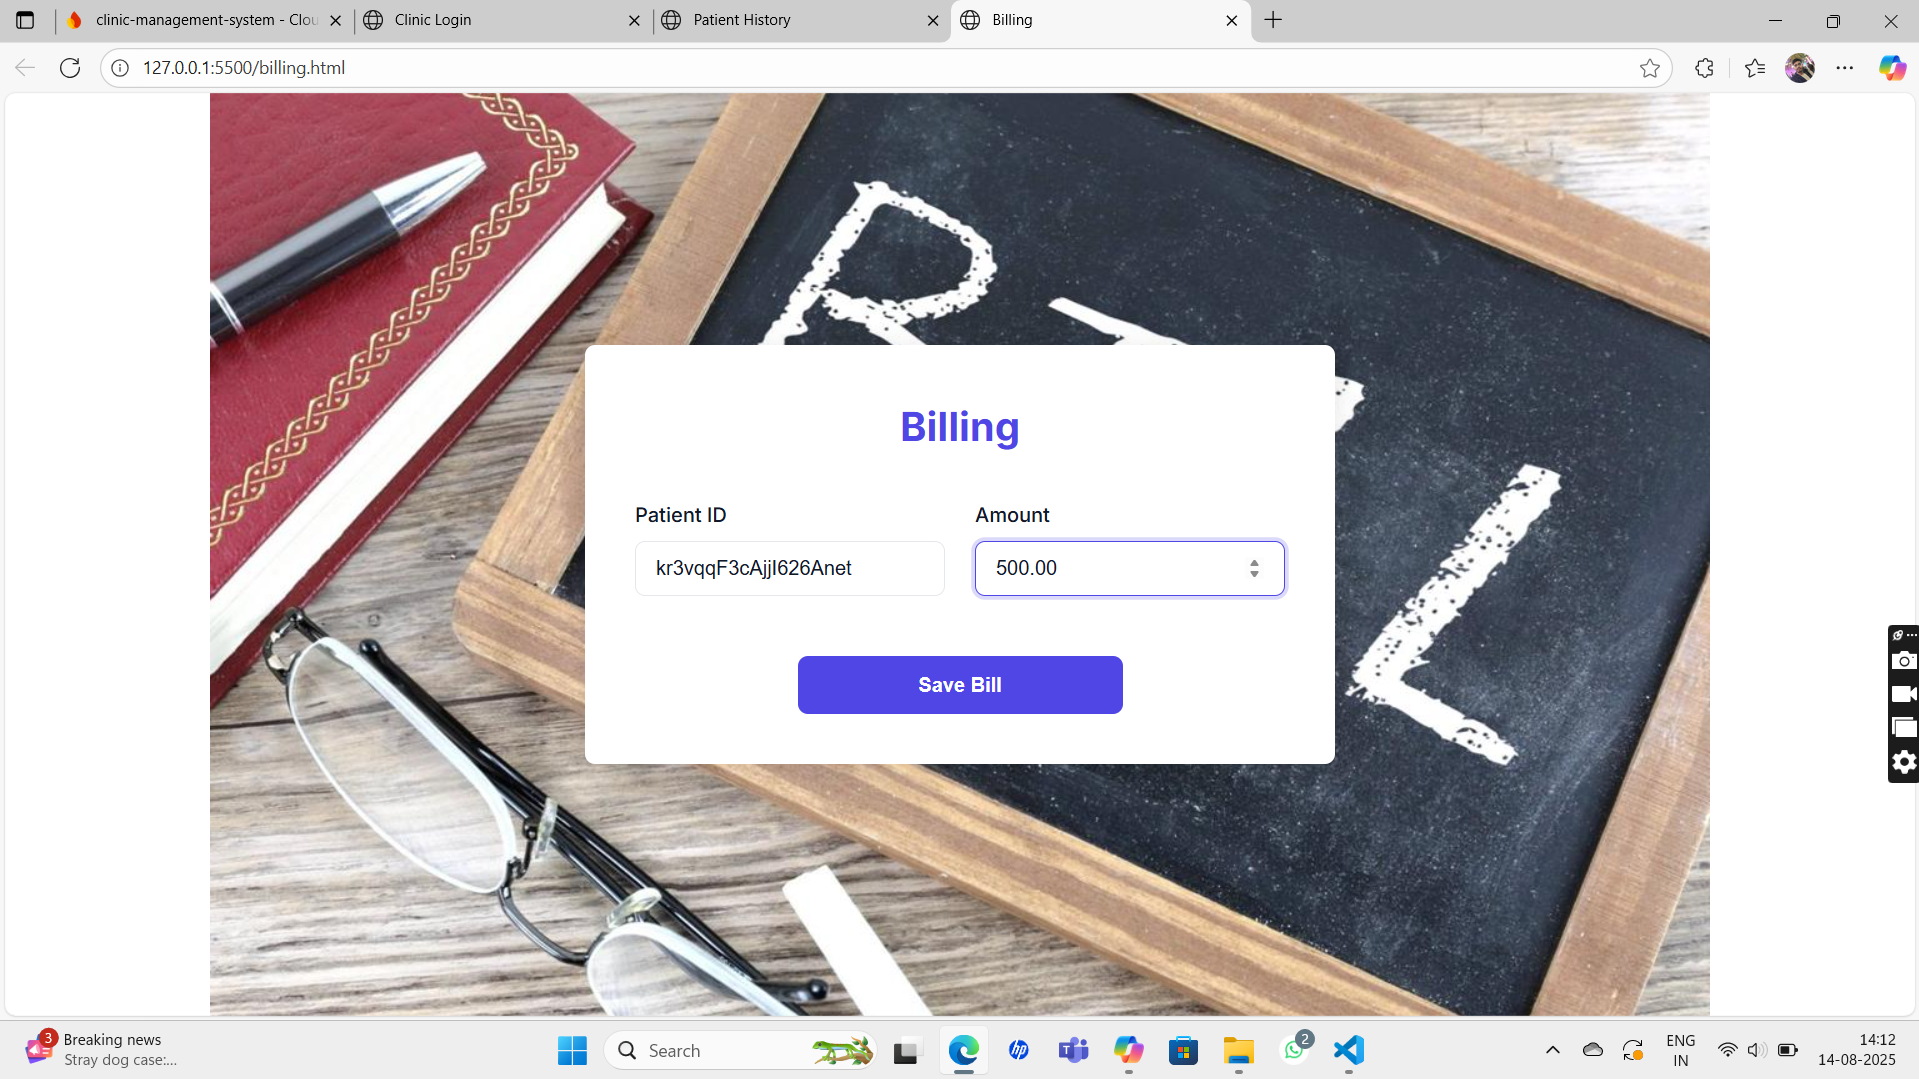 clinic-management-system - Clou
Clinic Login
Patient History
Billing
127.0.0.1:5500/billing.html
Billing
Patient ID
Amount
kr3vqqF3cAjjI626Anet
500.00
Save Bill
3
Breaking news
Stray dog case:...
Search
hp
2
ENG
IN
14:12
14-08-2025